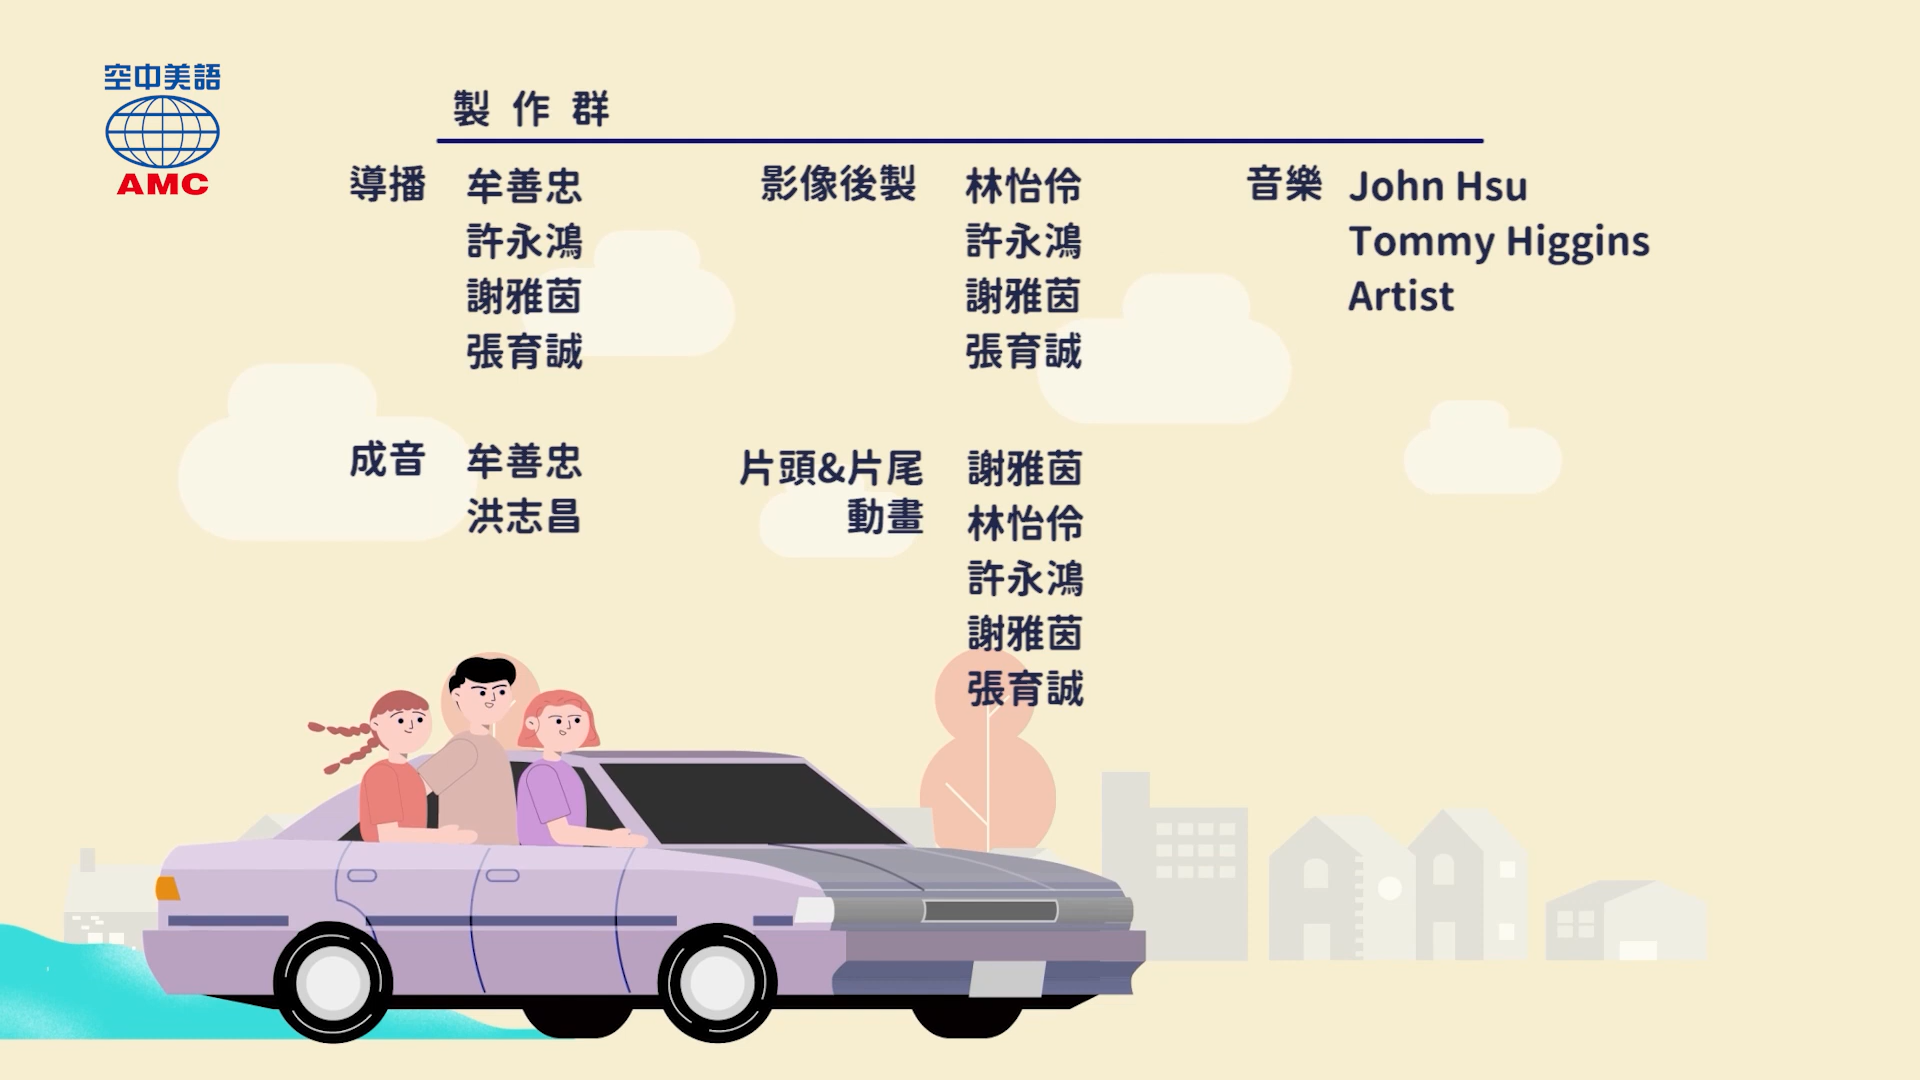 空中美語
AMC
製作群
導播
牟善忠
許永鴻
謝雅茵
張育誠
影像後製
林怡伶
許永鴻
謝雅茵
張育誠
音樂
John Hsu
Tommy Higgins
Artist
成音
牟善忠
洪志昌
片頭&片尾
動畫
謝雅茵
林怡伶
許永鴻
謝雅茵
張育誠